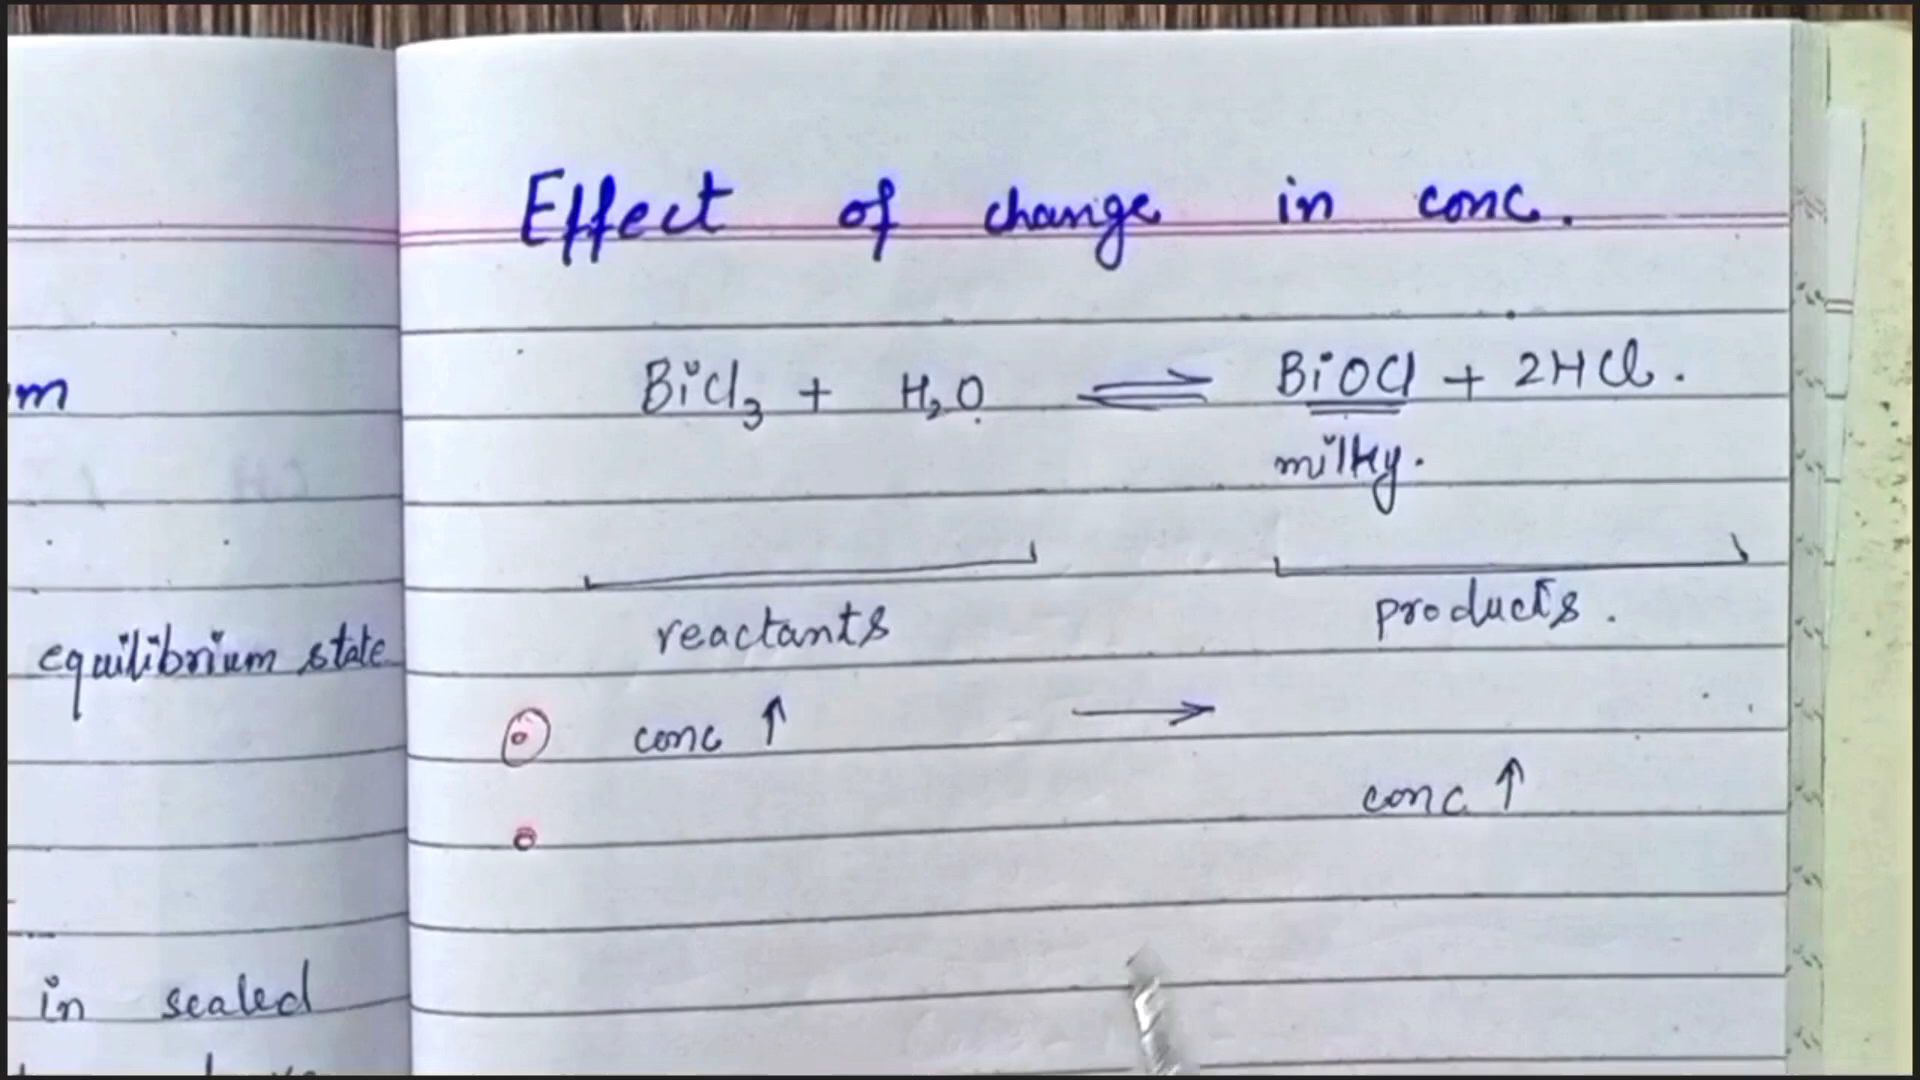 m
equilibrium state
in sealed
Effect of change in conc.
BiCl₃ + H₂O ⇌ BiOCl + 2HCl.
milky.
reactants
products.
conc ↑ →
conc ↑